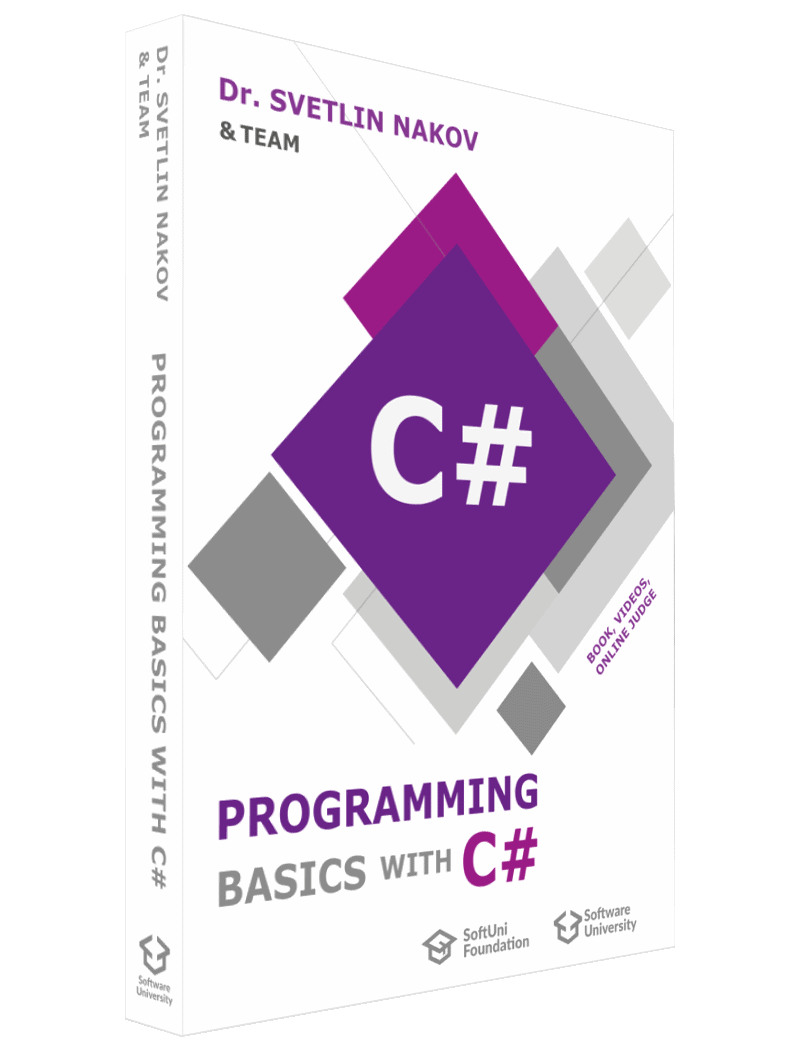 Dr. SVETLIN NAKOV
& TEAM
PROGRAMMING BASICS WITH C#
Software
University
Dr. SVETLIN NAKOV
& TEAM
C#
BOOK, VIDEOS,
ONLINE JUDGE
PROGRAMMING
BASICS WITH C#
SoftUni
Foundation
Software
University